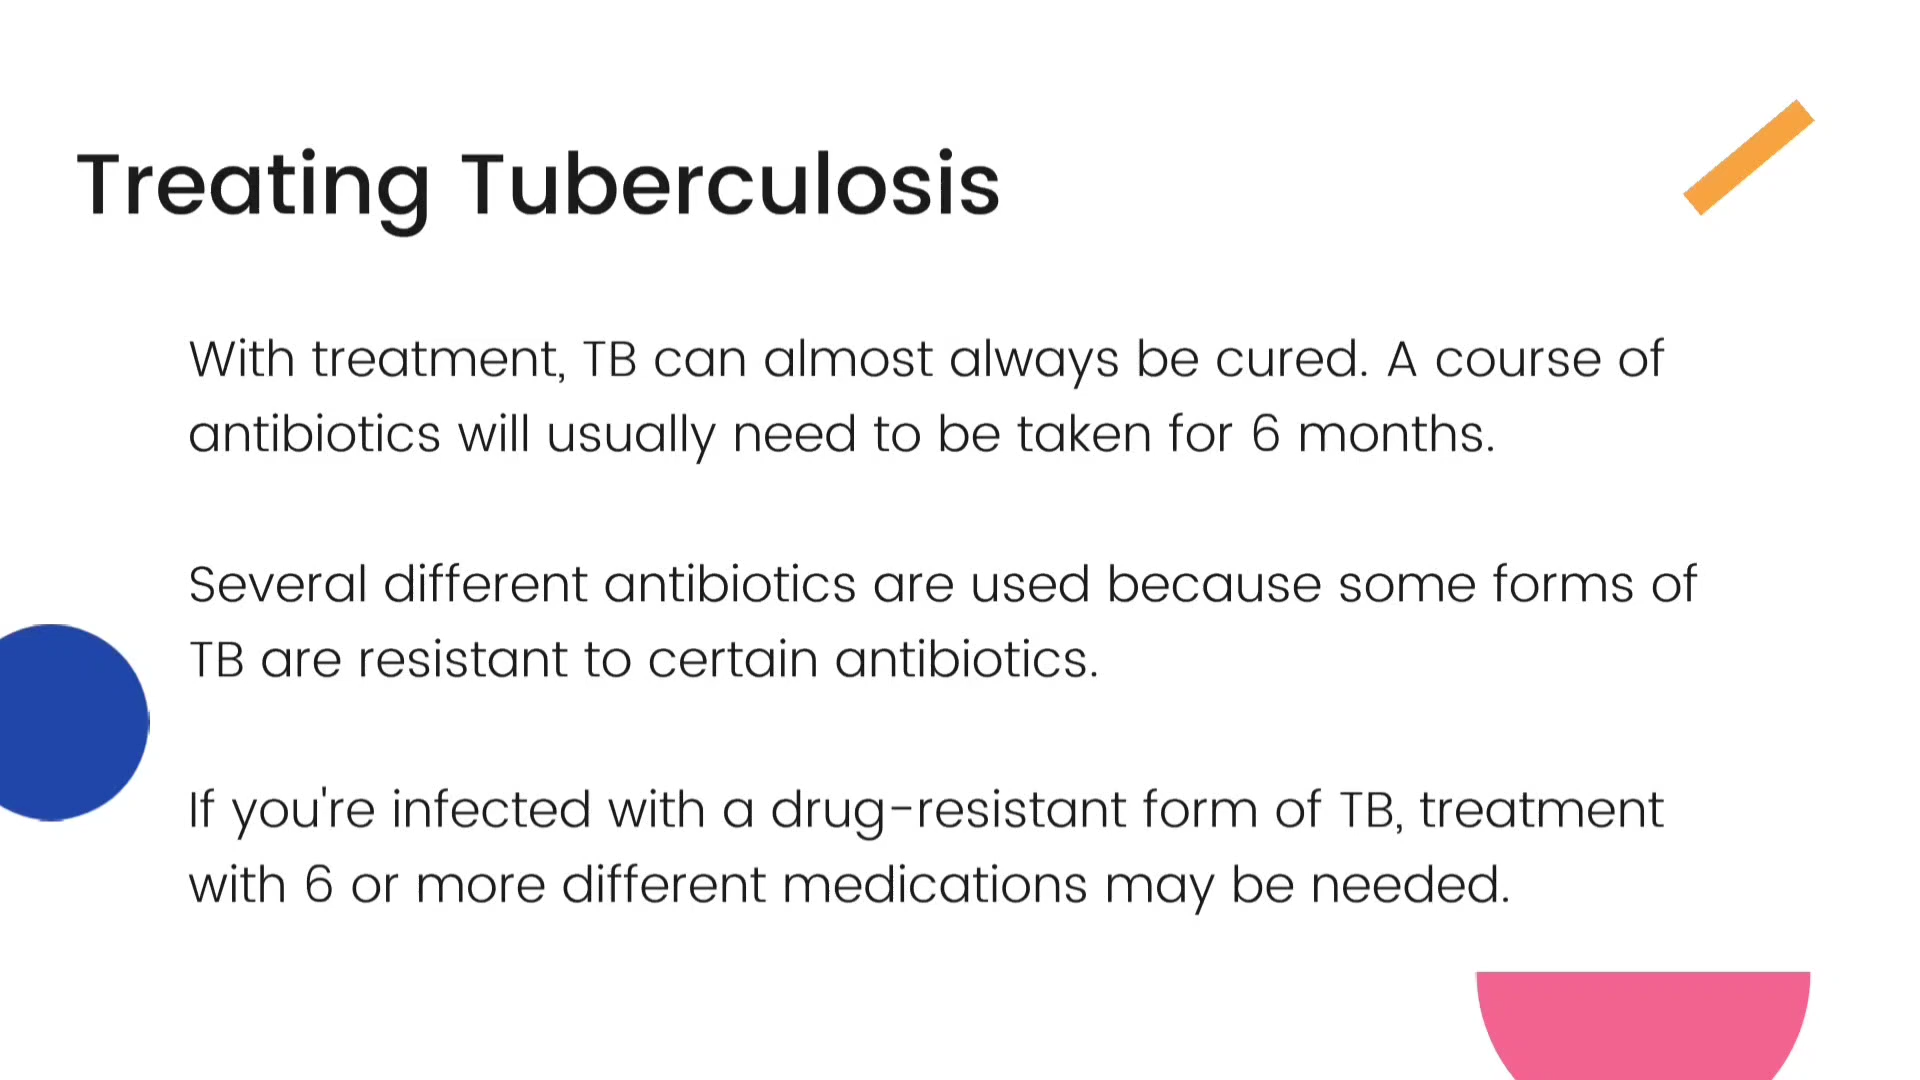 Treating Tuberculosis
With treatment, TB can almost always be cured. A course of
antibiotics will usually need to be taken for 6 months.
Several different antibiotics are used because some forms of
TB are resistant to certain antibiotics.
If you're infected with a drug-resistant form of TB, treatment
with 6 or more different medications may be needed.